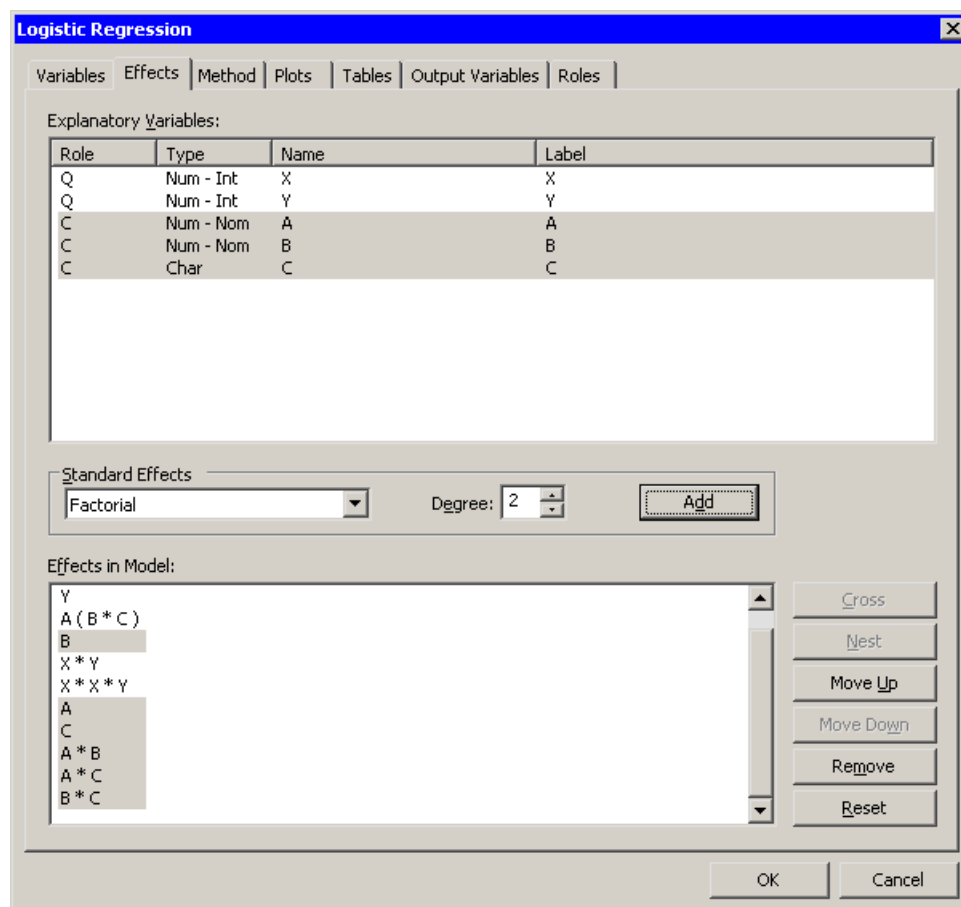 Logistic Regression
Variables Effects Method Plots Tables Output Variables Roles
Explanatory Variables:
Role Type Name Label
Q Num - Int X X
Q Num - Int Y Y
C Num - Nom A A
C Num - Nom B B
C Char C C
Standard Effects
Factorial Degree: 2 Add
Effects in Model:
Y
A ( B * C )
B
X * Y
X * X * Y
A
C
A * B
A * C
B * C
Cross
Nest
Move Up
Move Down
Remove
Reset
OK Cancel